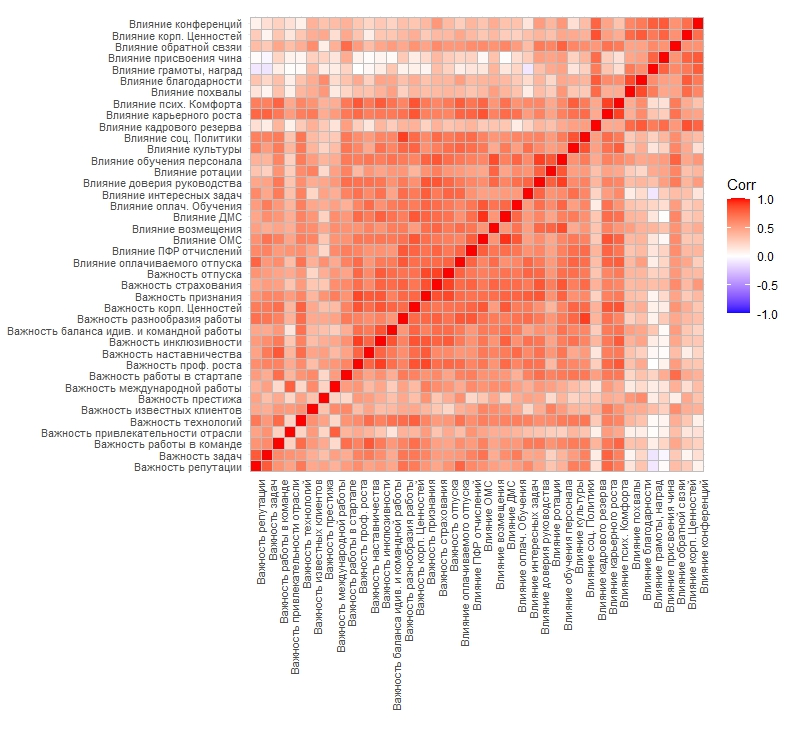 Влияние конференций
Влияние корп. Ценностей
Влияние обратной свзяи
Влияние присвоения чина
Влияние грамоты, наград
Влияние благодарности
Влияние похвалы
Влияние псих. Комфорта
Влияние карьерного роста
Влияние кадрового резерва
Влияние соц. Политики
Влияние культуры
Влияние обучения персонала
Влияние ротации
Влияние доверия руководства
Влияние интересных задач
Влияние оплач. Обучения
Влияние ДМС
Влияние возмещения
Влияние ОМС
Влияние ПФР отчислений
Влияние оплачиваемого отпуска
Важность отпуска
Важность страхования
Важность признания
Важность корп. Ценностей
Важность разнообразия работы
Важность баланса идив. и командной работы
Важность инклюзивности
Важность наставничества
Важность проф. роста
Важность работы в стартапе
Важность международной работы
Важность престижа
Важность известных клиентов
Важность технологий
Важность привлекательности отрасли
Важность работы в команде
Важность задач
Важность репутации
Corr
1.0
0.5
0.0
-0.5
-1.0
Важность репутации
Важность задач
Важность работы в команде
Важность привлекательности отрасли
Важность технологий
Важность известных клиентов
Важность престижа
Важность международной работы
Важность работы в стартапе
Важность проф. роста
Важность наставничества
Важность инклюзивности
Важность баланса идив. и командной работы
Важность разнообразия работы
Важность корп. Ценностей
Важность признания
Важность страхования
Важность отпуска
Влияние оплачиваемого отпуска
Влияние ПФР отчислений
Влияние ОМС
Влияние возмещения
Влияние ДМС
Влияние оплач. Обучения
Влияние интересных задач
Влияние доверия руководства
Влияние ротации
Влияние обучения персонала
Влияние культуры
Влияние соц. Политики
Влияние кадрового резерва
Влияние карьерного роста
Влияние псих. Комфорта
Влияние похвалы
Влияние благодарности
Влияние грамоты, наград
Влияние присвоения чина
Влияние обратной свзяи
Влияние корп. Ценностей
Влияние конференций